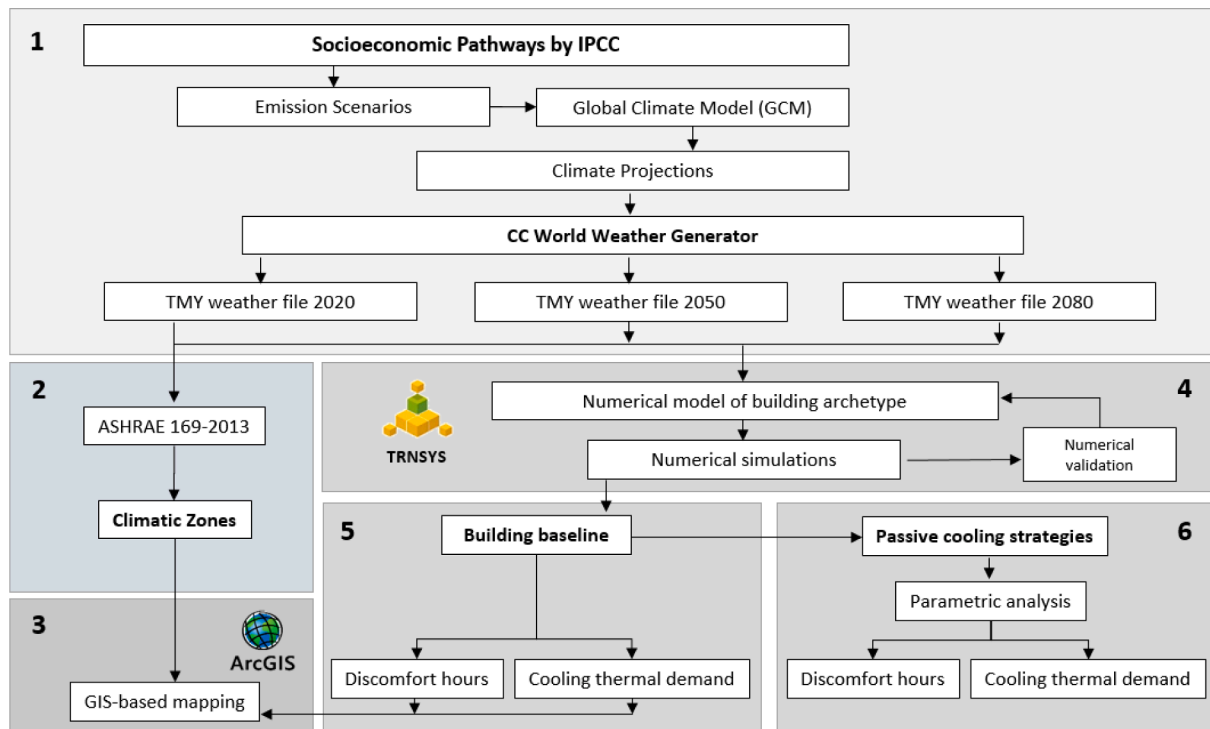 1
Socioeconomic Pathways by IPCC
Emission Scenarios
Global Climate Model (GCM)
Climate Projections
CC World Weather Generator
TMY weather file 2020
TMY weather file 2050
TMY weather file 2080
2
ASHRAE 169-2013
Climatic Zones
3
ArcGIS
GIS-based mapping
4
TRNSYS
Numerical model of building archetype
Numerical simulations
Numerical
validation
5
Building baseline
Discomfort hours
Cooling thermal demand
6
Passive cooling strategies
Parametric analysis
Discomfort hours
Cooling thermal demand